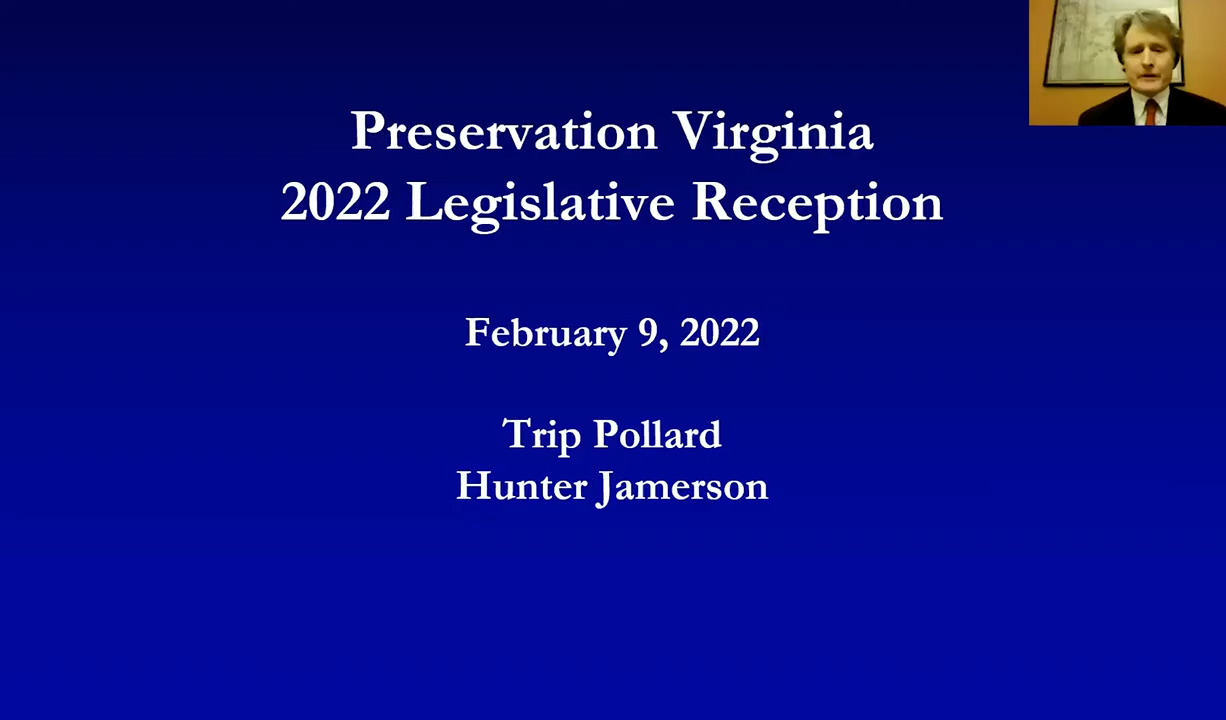 Preservation Virginia
2022 Legislative Reception
February 9, 2022
Trip Pollard
Hunter Jamerson